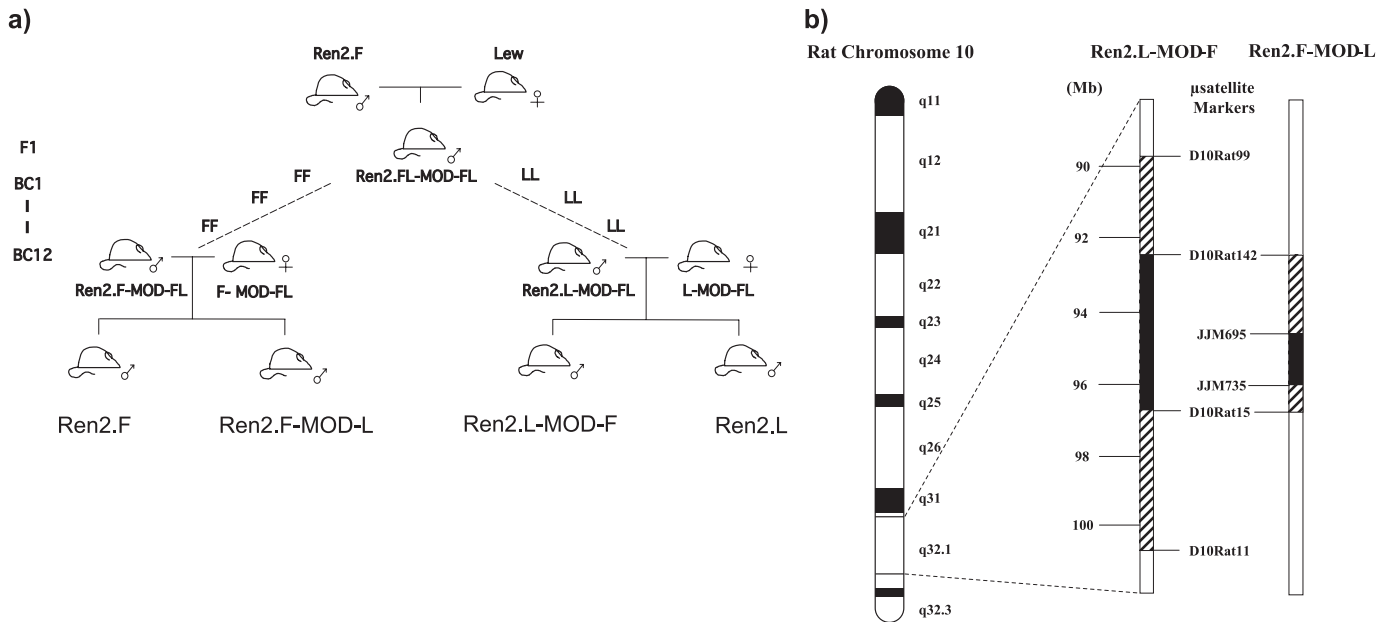 a)
Ren2.F
Lew
F1
Ren2.FL-MOD-FL
BC1
FF
LL
FF
LL
FF
LL
BC12
Ren2.F-MOD-FL
F- MOD-FL
Ren2.L-MOD-FL
L-MOD-FL
Ren2.F
Ren2.F-MOD-L
Ren2.L-MOD-F
Ren2.L
b)
Rat Chromosome 10
Ren2.L-MOD-F
Ren2.F-MOD-L
(Mb)
µsatellite
Markers
q11
q12
q21
q22
q23
q24
q25
q26
q31
q32.1
q32.3
90
92
94
96
98
100
D10Rat99
D10Rat142
JJM695
JJM735
D10Rat15
D10Rat11